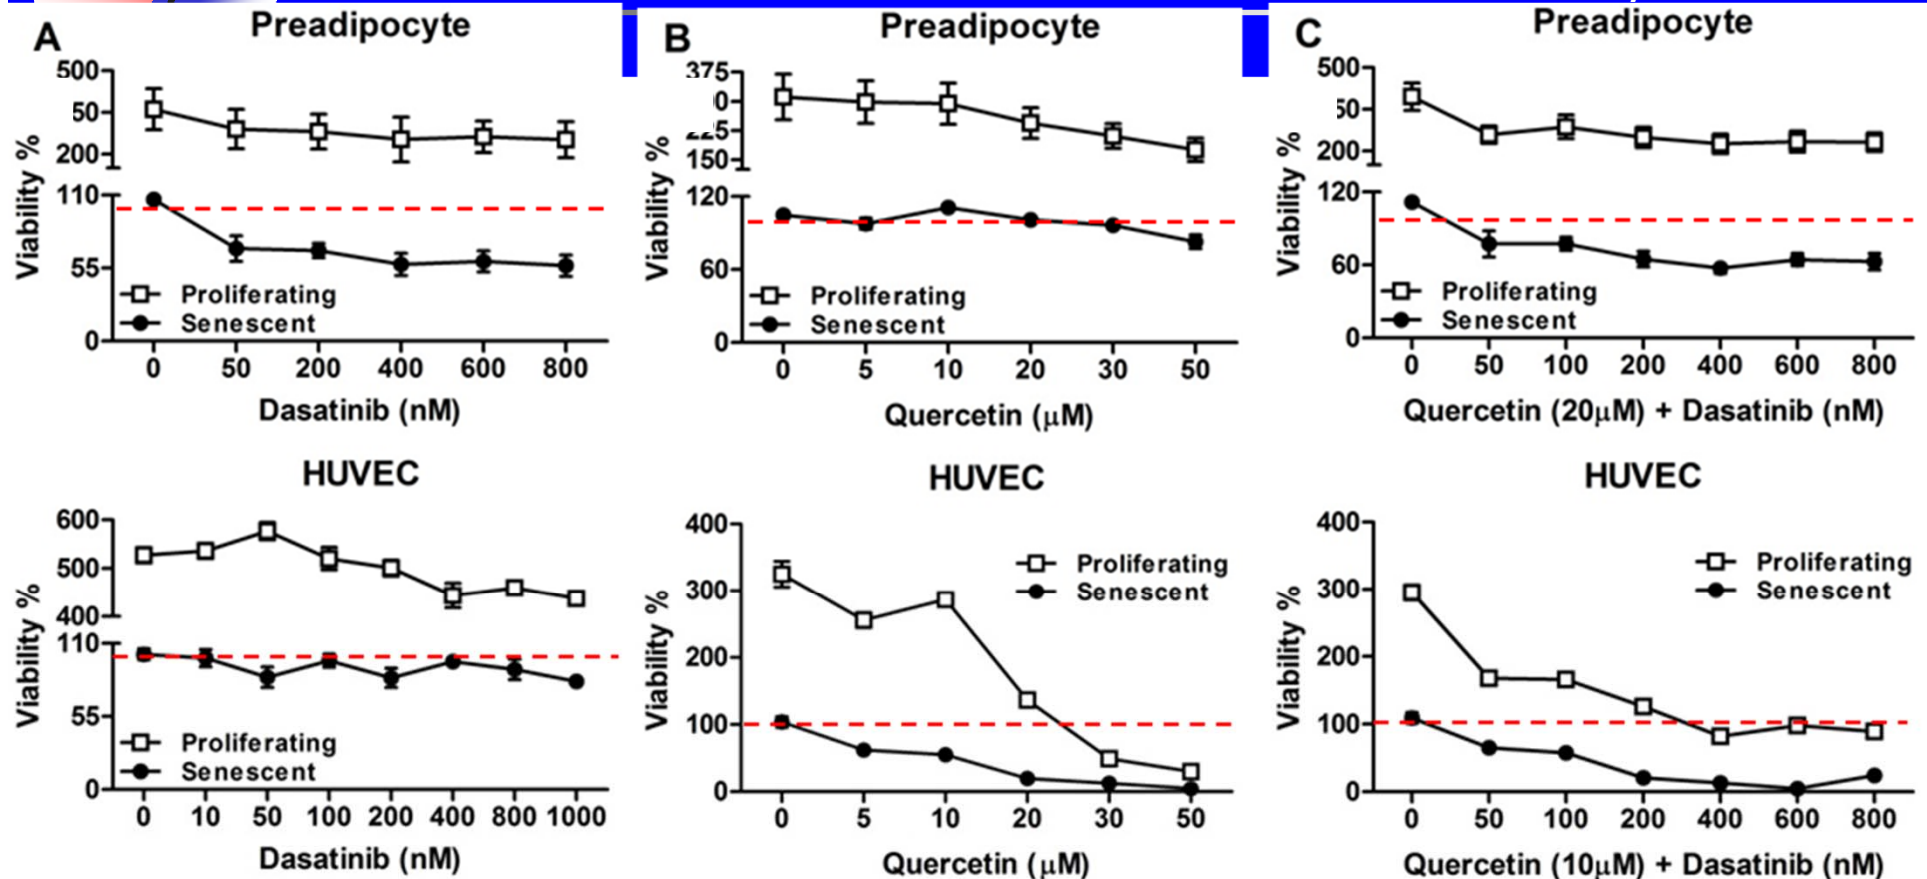 A
Preadipocyte
500
50
200
110
55
0
Viability %
Proliferating
Senescent
0 50 200 400 600 800
Dasatinib (nM)
B
Preadipocyte
375
0
225
150
120
60
0
Viability %
Proliferating
Senescent
0 5 10 20 30 50
Quercetin (μM)
C
Preadipocyte
500
50
200
120
60
0
Viability %
Proliferating
Senescent
0 50 100 200 400 600 800
Quercetin (20μM) + Dasatinib (nM)
HUVEC
600
500
400
110
55
0
Viability %
Proliferating
Senescent
0 10 50 100 200 400 800 1000
Dasatinib (nM)
HUVEC
400
300
200
100
0
Viability %
Proliferating
Senescent
0 5 10 20 30 50
Quercetin (μM)
HUVEC
400
300
200
100
0
Viability %
Proliferating
Senescent
0 50 100 200 400 600 800
Quercetin (10μM) + Dasatinib (nM)